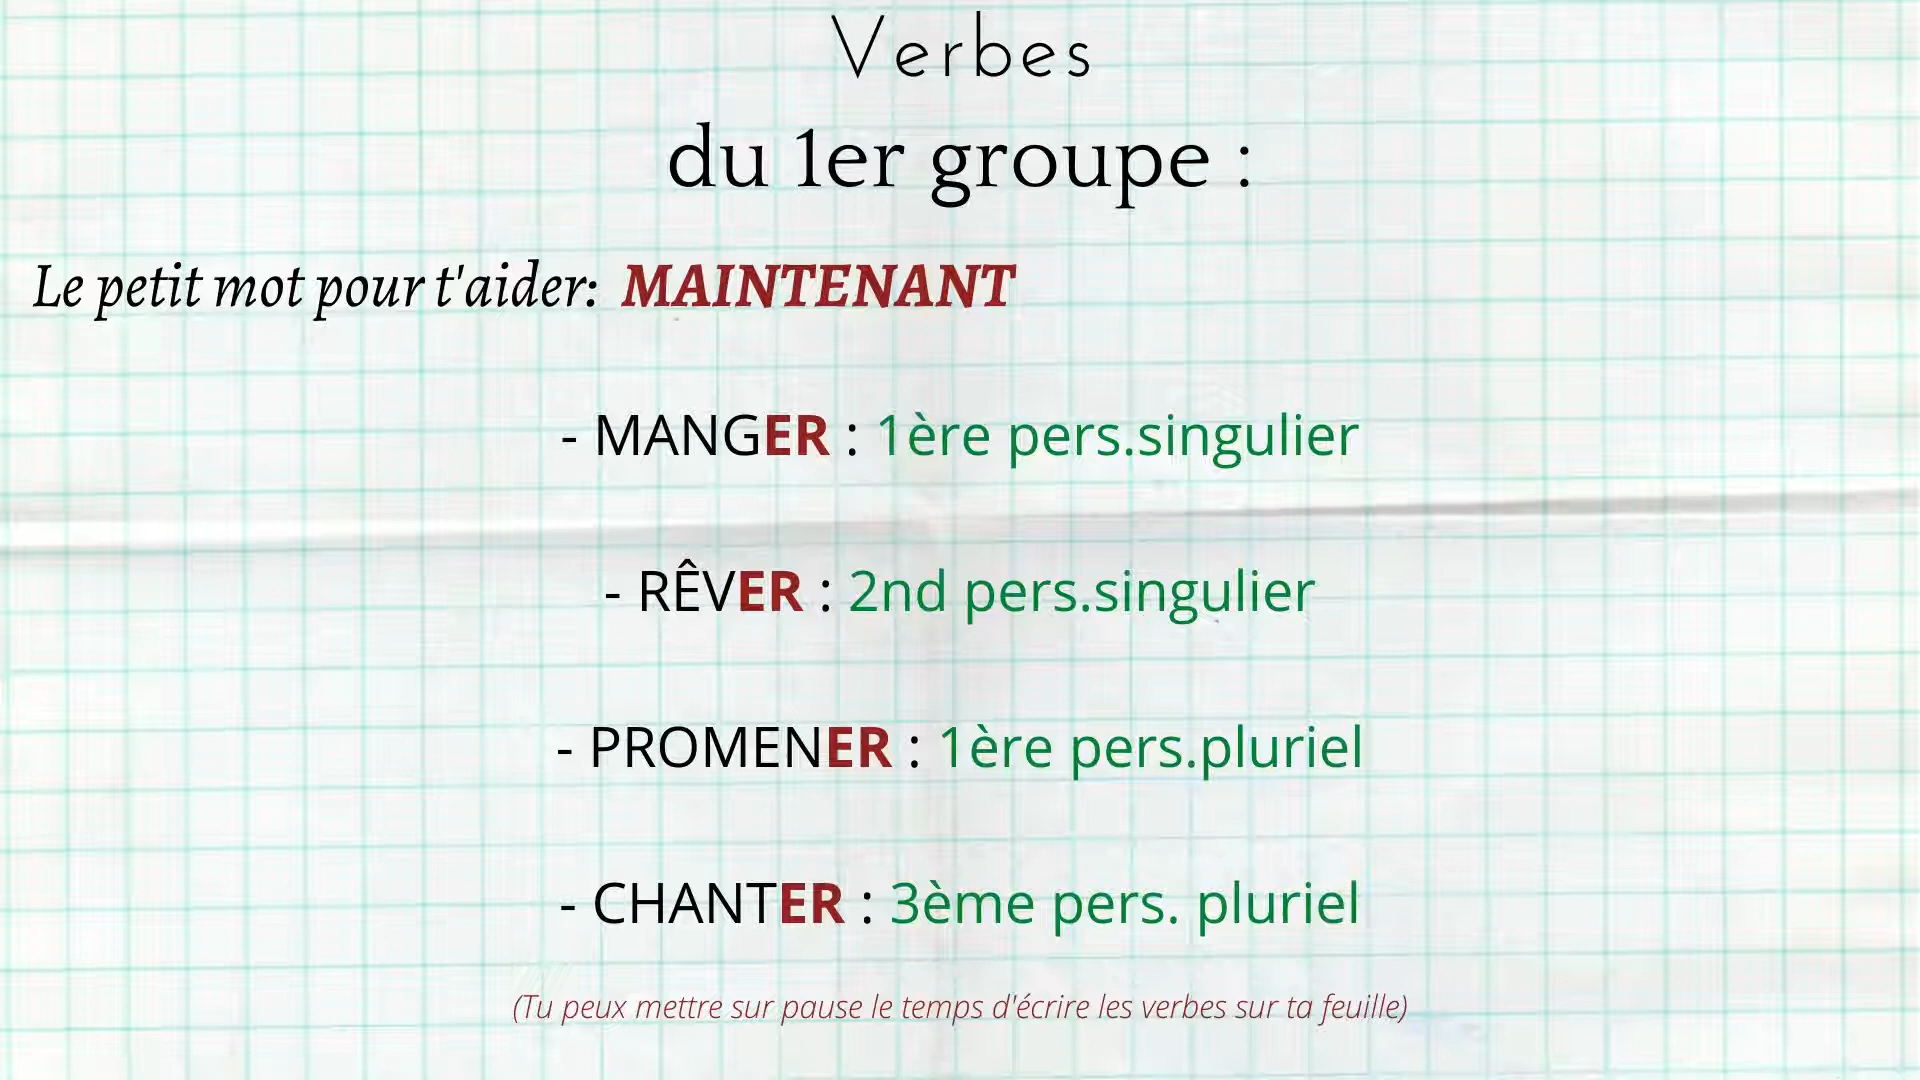 Verbes
du 1er groupe :
Le petit mot pour t'aider: MAINTENANT
- MANGER : 1ère pers.singulier
- RÊVER : 2nd pers.singulier
- PROMENER : 1ère pers.pluriel
- CHANTER : 3ème pers. pluriel
(Tu peux mettre sur pause le temps d'écrire les verbes sur ta feuille)